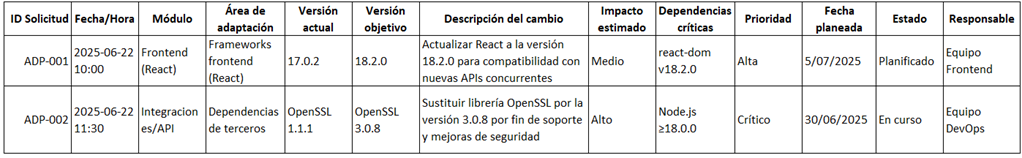 ID Solicitud Fecha/Hora Módulo Área de adaptación Versión actual Versión objetivo Descripción del cambio Impacto estimado Dependencias críticas Prioridad Fecha planeada Estado Responsable
ADP-001 2025-06-22 10:00 Frontend (React) Frameworks frontend (React) 17.0.2 18.2.0 Actualizar React a la versión 18.2.0 para compatibilidad con nuevas APIs concurrentes Medio react-dom v18.2.0 Alta 5/07/2025 Planificado Equipo Frontend
ADP-002 2025-06-22 11:30 Integraciones/API Dependencias de terceros OpenSSL 1.1.1 OpenSSL 3.0.8 Sustituir librería OpenSSL por la versión 3.0.8 por fin de soporte y mejoras de seguridad Alto Node.js ≥18.0.0 Crítico 30/06/2025 En curso Equipo DevOps